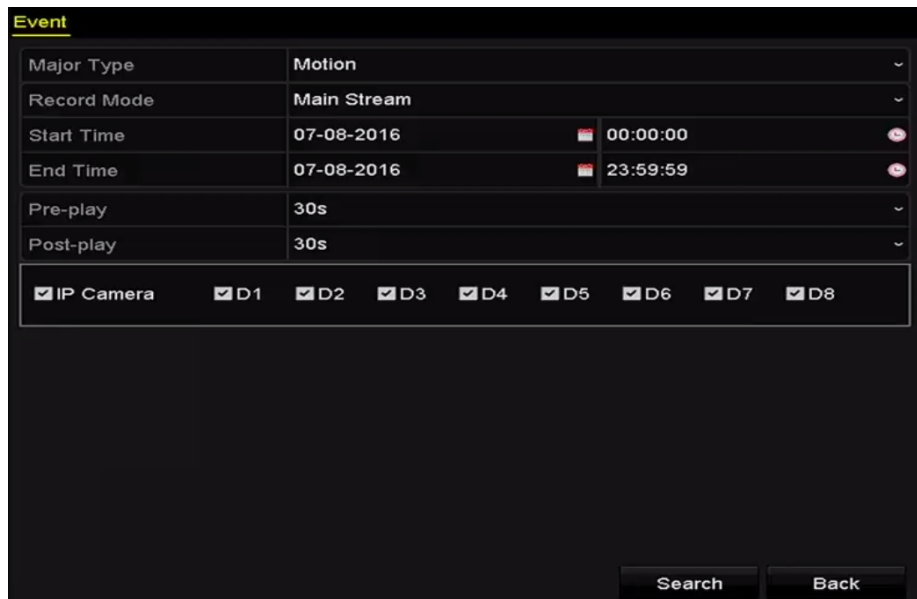 Event
Major Type Motion
Record Mode Main Stream
Start Time 07-08-2016 00:00:00
End Time 07-08-2016 23:59:59
Pre-play 30s
Post-play 30s
IP Camera D1 D2 D3 D4 D5 D6 D7 D8
Search Back